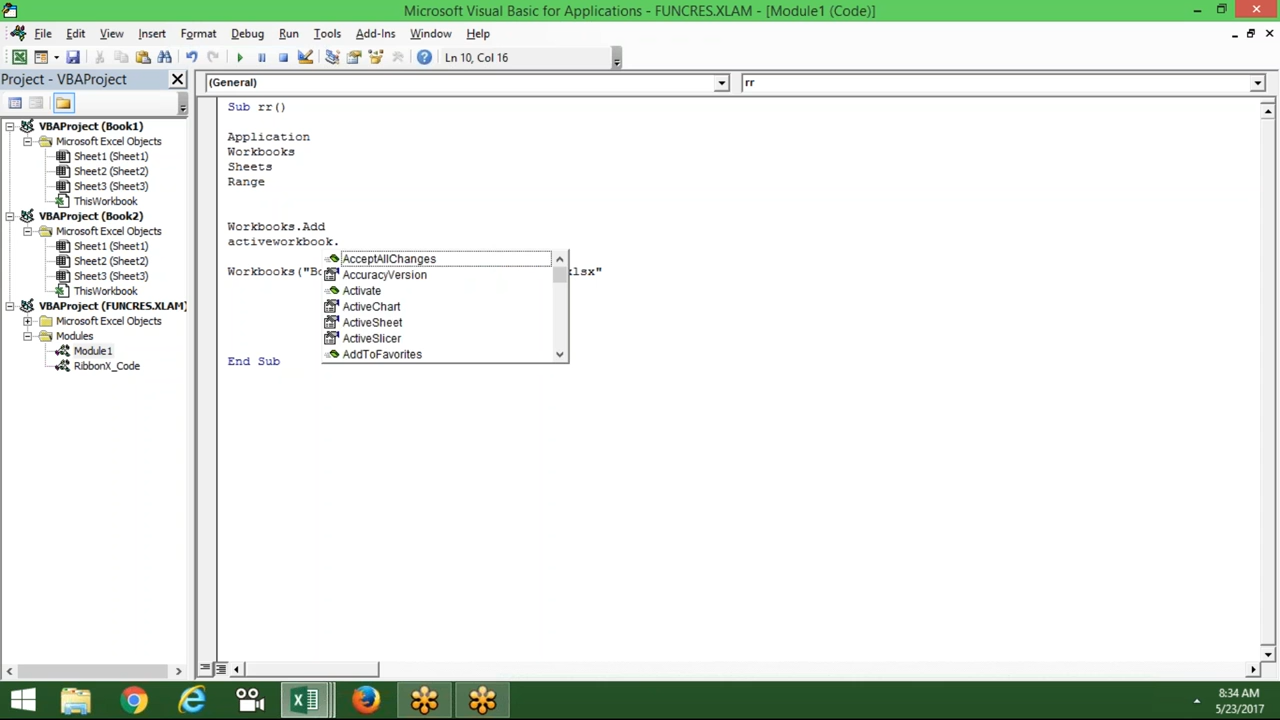 Microsoft Visual Basic for Applications - FUNCRES.XLAM - [Module1 (Code)]
File Edit View Insert Format Debug Run Tools Add-Ins Window Help
Ln 10, Col 16
Project - VBAProject
(General)
rr
VBAProject (Book1)
Microsoft Excel Objects
Sheet1 (Sheet1)
Sheet2 (Sheet2)
Sheet3 (Sheet3)
ThisWorkbook
VBAProject (Book2)
Microsoft Excel Objects
Sheet1 (Sheet1)
Sheet2 (Sheet2)
Sheet3 (Sheet3)
ThisWorkbook
VBAProject (FUNCRES.XLAM)
Microsoft Excel Objects
Modules
Module1
RibbonX_Code
Sub rr()
Application
Workbooks
Sheets
Range
Workbooks.Add
activeworkbook.
Workbooks("Bo lsx"
AcceptAllChanges
AccuracyVersion
Activate
ActiveChart
ActiveSheet
ActiveSlicer
AddToFavorites
End Sub
8:34 AM
5/23/2017